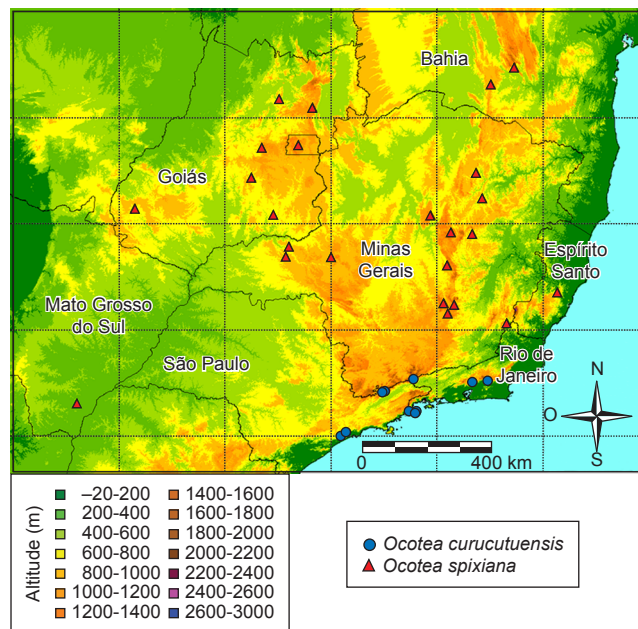 Bahia
Goiás
Minas
Gerais
Espírito
Santo
Mato Grosso
do Sul
São Paulo
Rio de
Janeiro
N
O
S
0 400 km
Altitude (m)
–20-200 1400-1600
200-400 1600-1800
400-600 1800-2000
600-800 2000-2200
800-1000 2200-2400
1000-1200 2400-2600
1200-1400 2600-3000
Ocotea curucutuensis
Ocotea spixiana